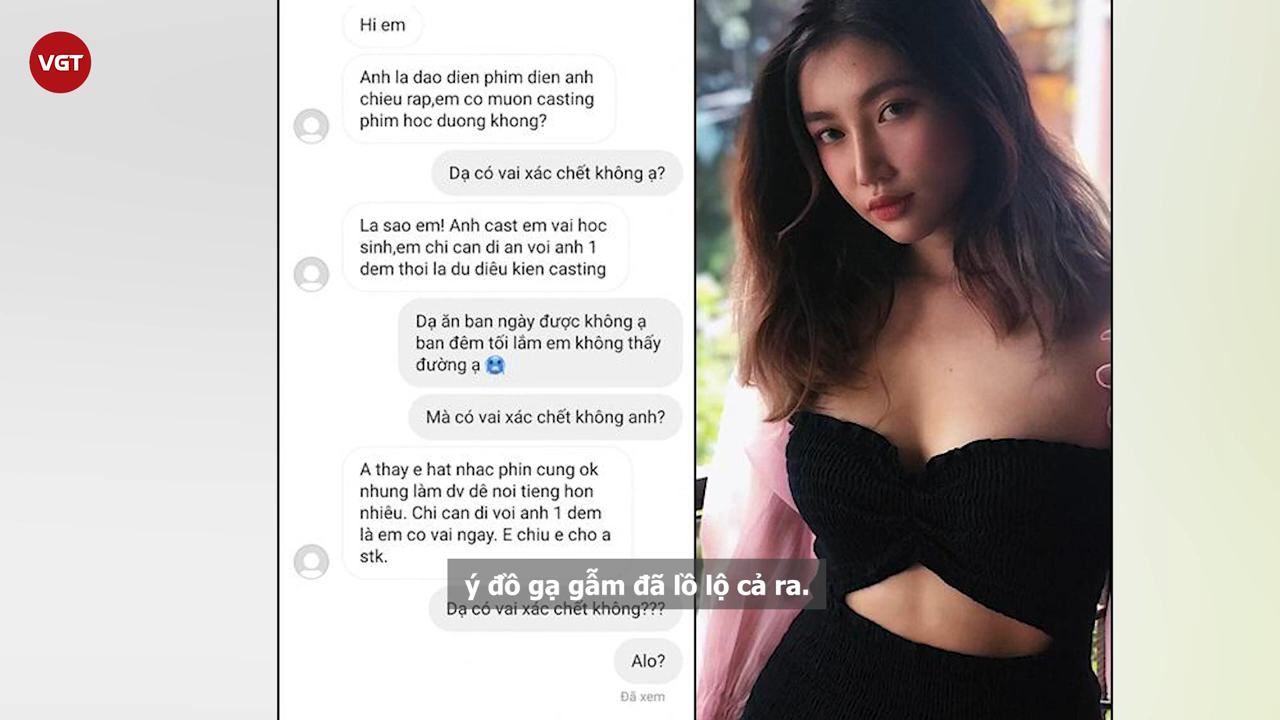 VGT
Hi em
Anh la dao dien phim dien anh
chieu rap,em co muon casting
phim hoc duong khong?
Dạ có vai xác chết không ạ?
La sao em! Anh cast em vai hoc
sinh,em chi can di an voi anh 1
dem thoi la du diêu kien casting
Dạ ăn ban ngày được không ạ
ban đêm tối lắm em không thấy
đường ạ 🥶
Mà có vai xác chết không anh?
A thay e hat nhac phin cung ok
nhung làm dv dê noi tieng hon
nhiêu. Chi can di voi anh 1 dem
là em co vai ngay. E chiu e cho a
stk.
ý đồ gạ gẫm đã lồ lộ cả ra.
Dạ có vai xác chết không???
Alo?
Đã xem